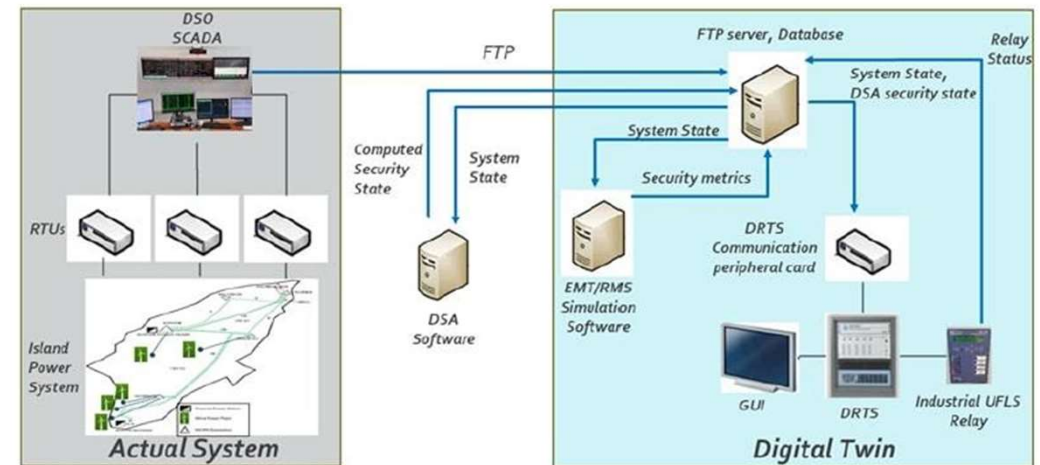 DSO
SCADA
RTUs
Island
Power
System
Actual System
FTP
Computed
Security
State
System
State
DSA
Software
FTP server, Database
Relay
Status
System State,
DSA security state
System State
Security metrics
EMT/RMS
Simulation
Software
DRTS
Communication
peripheral card
GUI
DRTS
Industrial UFLS
Relay
Digital Twin